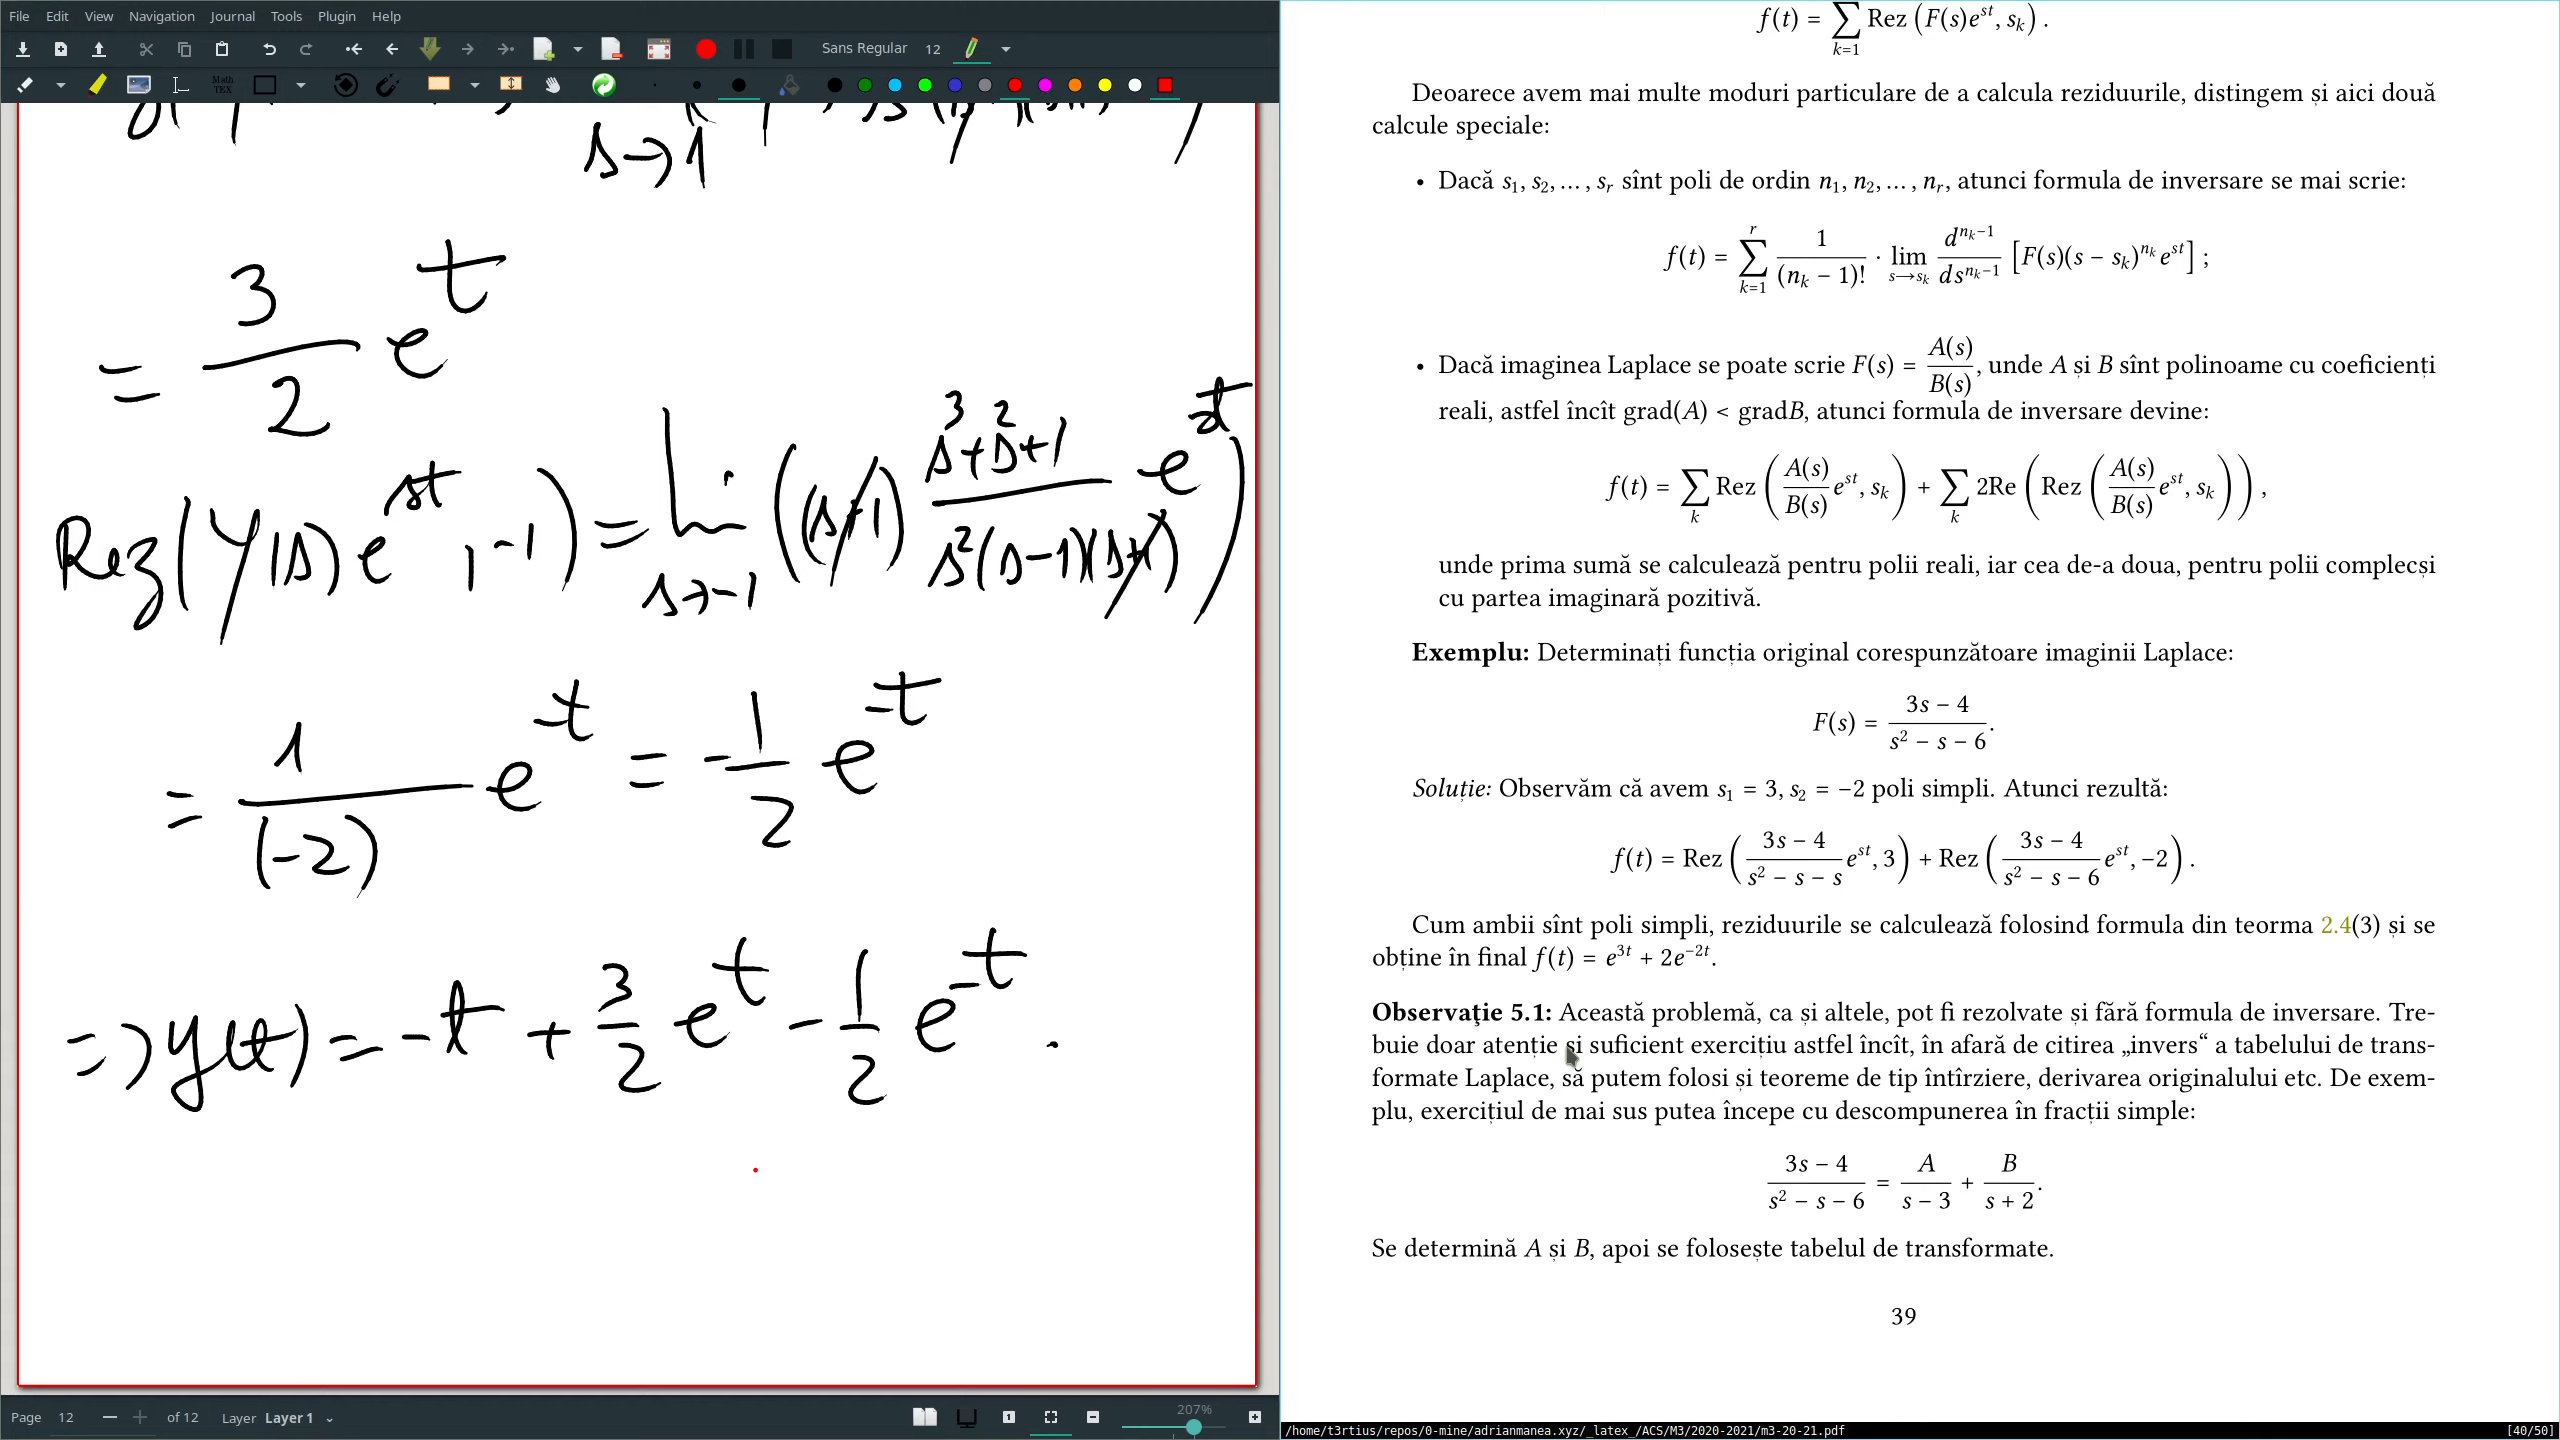 File Edit View Navigation Journal Tools Plugin Help
Sans Regular 12
Math TEX
s→1
= 3/2 e^t
Rez(Y(s) e^{st}, -1) = lim_{s→-1} ((s+1) (s^3+s^2+1)/(s^2(s-1)(s+1)) e^{st})
= 1/(-2) e^{-t} = -1/2 e^{-t}
=> y(t) = -t + 3/2 e^t - 1/2 e^{-t}.
Page 12 of 12 Layer Layer 1 207%
f(t) = ∑_{k=1} Rez (F(s)e^{st}, s_k).
Deoarece avem mai multe moduri particulare de a calcula reziduurile, distingem și aici două
calcule speciale:
• Dacă s_1, s_2, … , s_r sînt poli de ordin n_1, n_2, … , n_r, atunci formula de inversare se mai scrie:
f(t) = ∑_{k=1}^{r} 1/(n_k − 1)! · lim_{s→s_k} d^{n_k−1}/ds^{n_k−1} [F(s)(s − s_k)^{n_k} e^{st}] ;
• Dacă imaginea Laplace se poate scrie F(s) = A(s)/B(s), unde A și B sînt polinoame cu coeficienți
reali, astfel încît grad(A) < gradB, atunci formula de inversare devine:
f(t) = ∑_k Rez (A(s)/B(s) e^{st}, s_k) + ∑_k 2Re (Rez (A(s)/B(s) e^{st}, s_k)) ,
unde prima sumă se calculează pentru polii reali, iar cea de-a doua, pentru polii complecși
cu partea imaginară pozitivă.
Exemplu: Determinați funcția original corespunzătoare imaginii Laplace:
F(s) = (3s − 4)/(s^2 − s − 6).
Soluție: Observăm că avem s_1 = 3, s_2 = −2 poli simpli. Atunci rezultă:
f(t) = Rez ((3s − 4)/(s^2 − s − s) e^{st}, 3) + Rez ((3s − 4)/(s^2 − s − 6) e^{st}, −2) .
Cum ambii sînt poli simpli, reziduurile se calculează folosind formula din teorma 2.4(3) și se
obține în final f(t) = e^{3t} + 2e^{−2t}.
Observaţie 5.1: Această problemă, ca și altele, pot fi rezolvate și fără formula de inversare. Tre-
buie doar atenție și suficient exercițiu astfel încît, în afară de citirea „invers“ a tabelului de trans-
formate Laplace, să putem folosi și teoreme de tip întîrziere, derivarea originalului etc. De exem-
plu, exercițiul de mai sus putea începe cu descompunerea în fracții simple:
(3s − 4)/(s^2 − s − 6) = A/(s − 3) + B/(s + 2).
Se determină A și B, apoi se folosește tabelul de transformate.
39
/home/t3rtius/repos/0-mine/adrianmanea.xyz/_latex_/ACS/M3/2020-2021/m3-20-21.pdf [40/50]